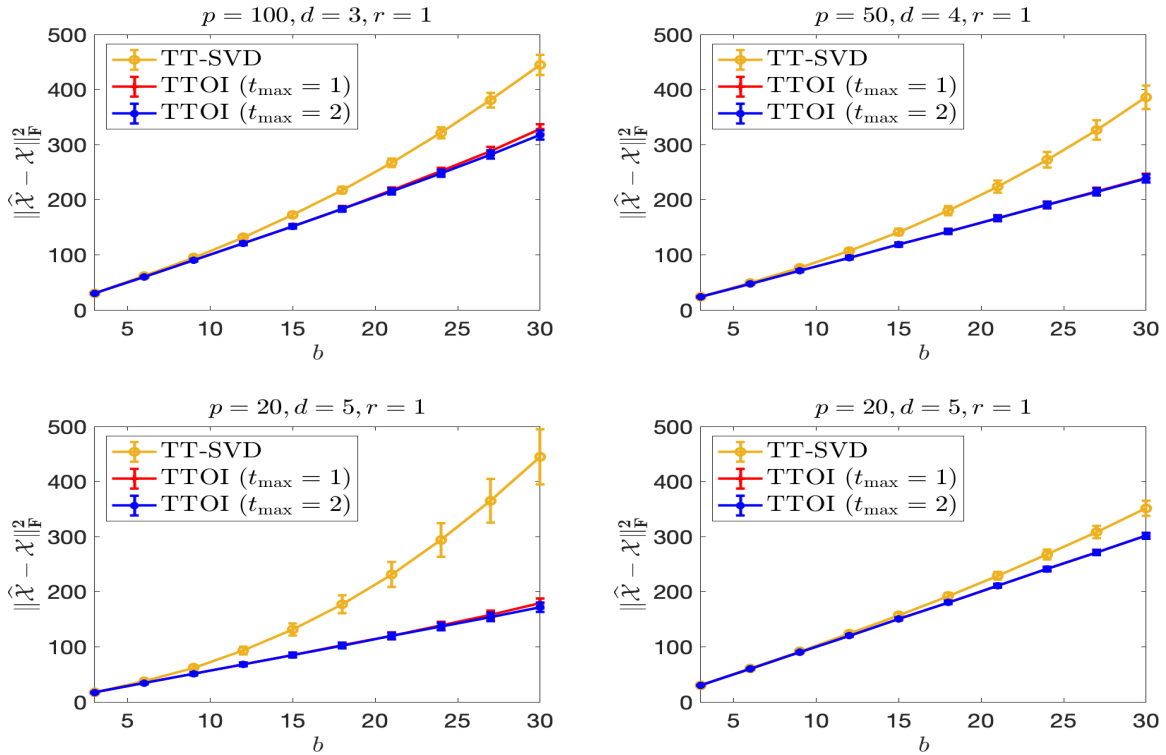 p = 100, d = 3, r = 1
500
400
300
200
100
0
‖𝒳̂ − 𝒳‖²_F
TT-SVD
TTOI (t_max = 1)
TTOI (t_max = 2)
5 10 15 20 25 30
b
p = 50, d = 4, r = 1
500
400
300
200
100
0
‖𝒳̂ − 𝒳‖²_F
TT-SVD
TTOI (t_max = 1)
TTOI (t_max = 2)
5 10 15 20 25 30
b
p = 20, d = 5, r = 1
500
400
300
200
100
0
‖𝒳̂ − 𝒳‖²_F
TT-SVD
TTOI (t_max = 1)
TTOI (t_max = 2)
5 10 15 20 25 30
b
p = 20, d = 5, r = 1
500
400
300
200
100
0
‖𝒳̂ − 𝒳‖²_F
TT-SVD
TTOI (t_max = 1)
TTOI (t_max = 2)
5 10 15 20 25 30
b